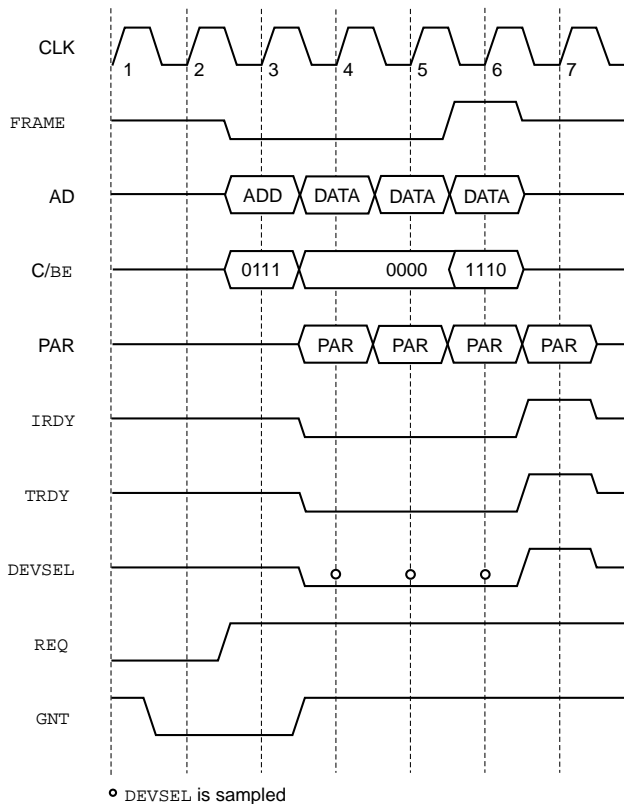 CLK
1 2 3 4 5 6 7
FRAME
AD ADD DATA DATA DATA
C/BE 0111 0000 1110
PAR PAR PAR PAR PAR
IRDY
TRDY
DEVSEL
REQ
GNT
DEVSEL is sampled